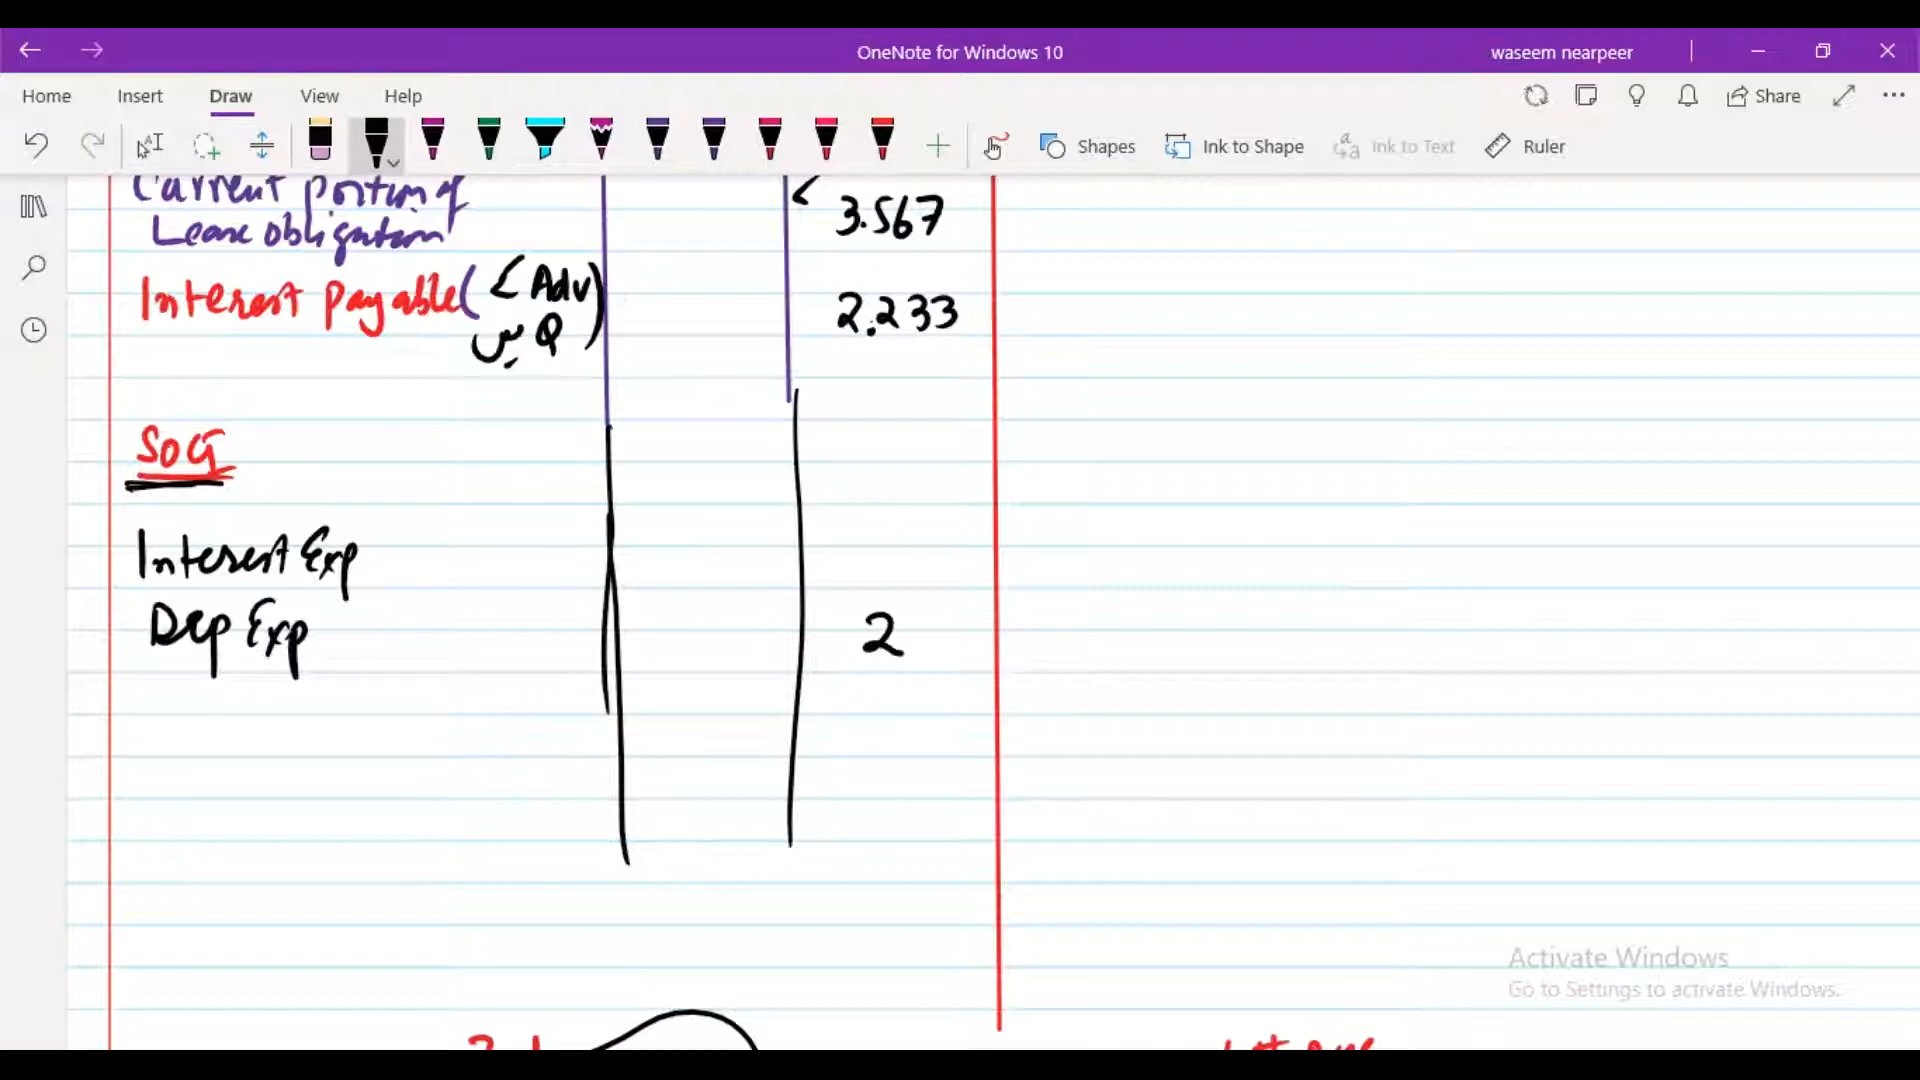 OneNote for Windows 10
waseem nearpeer
Home Insert Draw View Help
Share
Shapes Ink to Shape Ink to Text Ruler
Current portion of
Lease obligation
3.567
Interest payable ( Adv)
میں Q
2.233
SOCI
Interest Exp
Dep Exp
2
Activate Windows
Go to Settings to activate Windows.